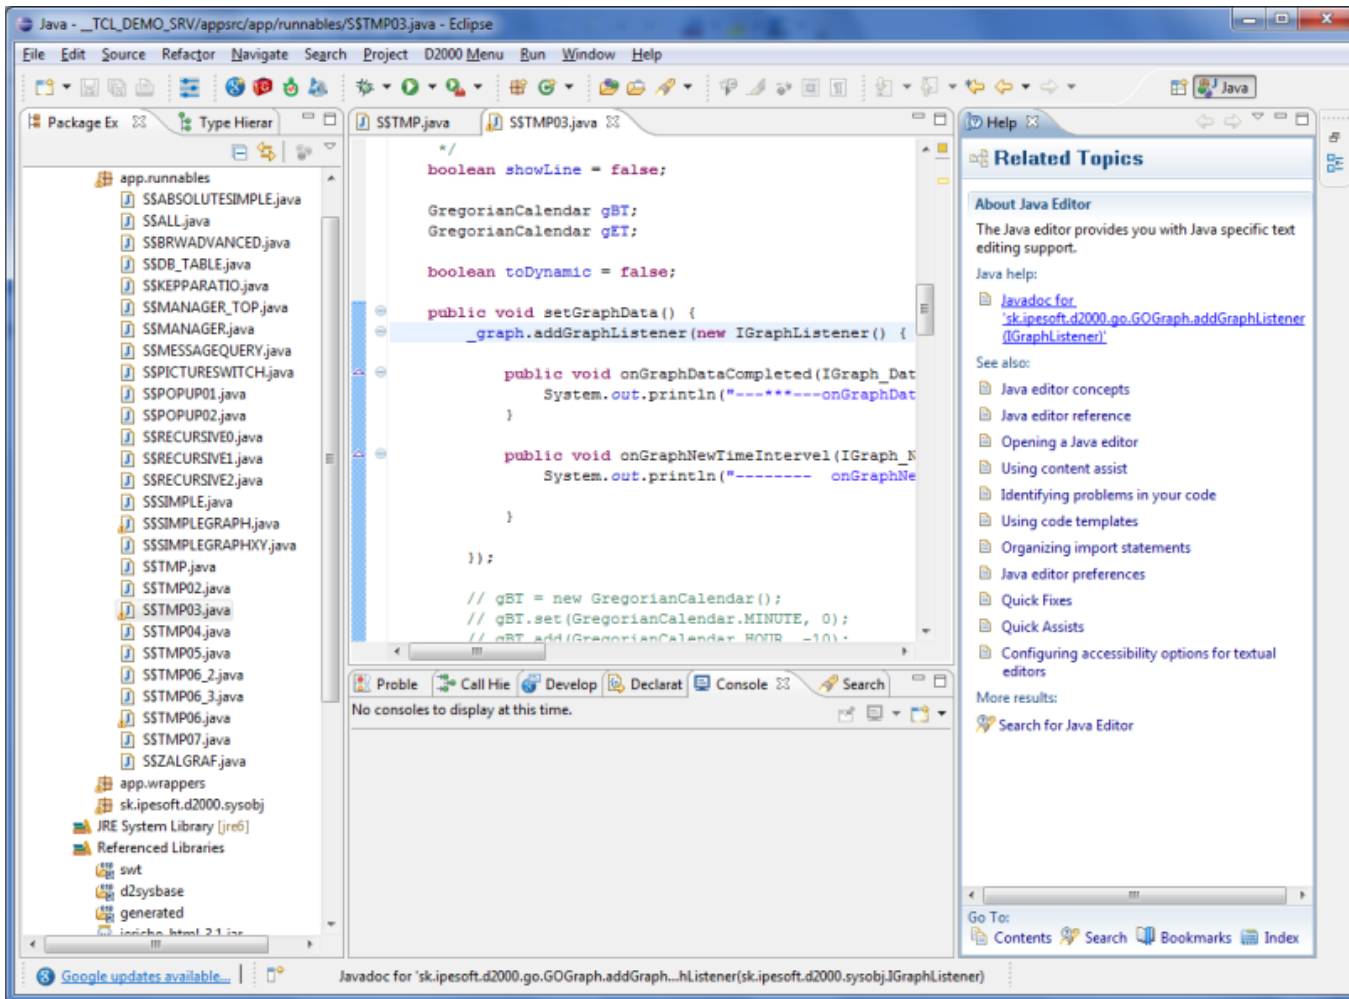 Java - __TCL_DEMO_SRV/appsrc/app/runnables/S$TMP03.java - Eclipse
File Edit Source Refactor Navigate Search Project D2000 Menu Run Window Help
Java
Package Ex
Type Hierar
app.runnables
S$ABSOLUTESIMPLE.java
S$ALL.java
S$BRWADVANCED.java
S$DB_TABLE.java
S$KEPPARATIO.java
S$MANAGER_TOP.java
S$MANAGER.java
S$MESSAGEQUERY.java
S$PICTURESWITCH.java
S$POPUP01.java
S$POPUP02.java
S$RECURSIVE0.java
S$RECURSIVE1.java
S$RECURSIVE2.java
S$SIMPLE.java
S$SIMPLEGRAPH.java
S$SIMPLEGRAPHXY.java
S$TMP.java
S$TMP02.java
S$TMP03.java
S$TMP04.java
S$TMP05.java
S$TMP06_2.java
S$TMP06_3.java
S$TMP06.java
S$TMP07.java
S$ZALGRAF.java
app.wrappers
sk.ipesoft.d2000.sysobj
JRE System Library [jre6]
Referenced Libraries
swt
d2sysbase
generated
jericho_html_3.1.jar
S$TMP.java
S$TMP03.java
*/
boolean showLine = false;
GregorianCalendar gBT;
GregorianCalendar gET;
boolean toDynamic = false;
public void setGraphData() {
_graph.addGraphListener(new IGraphListener() {
public void onGraphDataCompleted(IGraph_Dat
System.out.println("---***---onGraphDat
}
public void onGraphNewTimeIntervel(IGraph_N
System.out.println("-------- onGraphNe
}
});
// gBT = new GregorianCalendar();
// gBT.set(GregorianCalendar.MINUTE, 0);
// gBT.add(GregorianCalendar.HOUR, -10);
Proble
Call Hie
Develop
Declarat
Console
Search
No consoles to display at this time.
Help
Related Topics
About Java Editor
The Java editor provides you with Java specific text
editing support.
Java help:
Javadoc for
'sk.ipesoft.d2000.go.GOGraph.addGraphListener
(IGraphListener)'
See also:
Java editor concepts
Java editor reference
Opening a Java editor
Using content assist
Identifying problems in your code
Using code templates
Organizing import statements
Java editor preferences
Quick Fixes
Quick Assists
Configuring accessibility options for textual
editors
More results:
Search for Java Editor
Go To:
Contents Search Bookmarks Index
Google updates available...
Javadoc for 'sk.ipesoft.d2000.go.GOGraph.addGraph...hListener(sk.ipesoft.d2000.sysobj.IGraphListener)